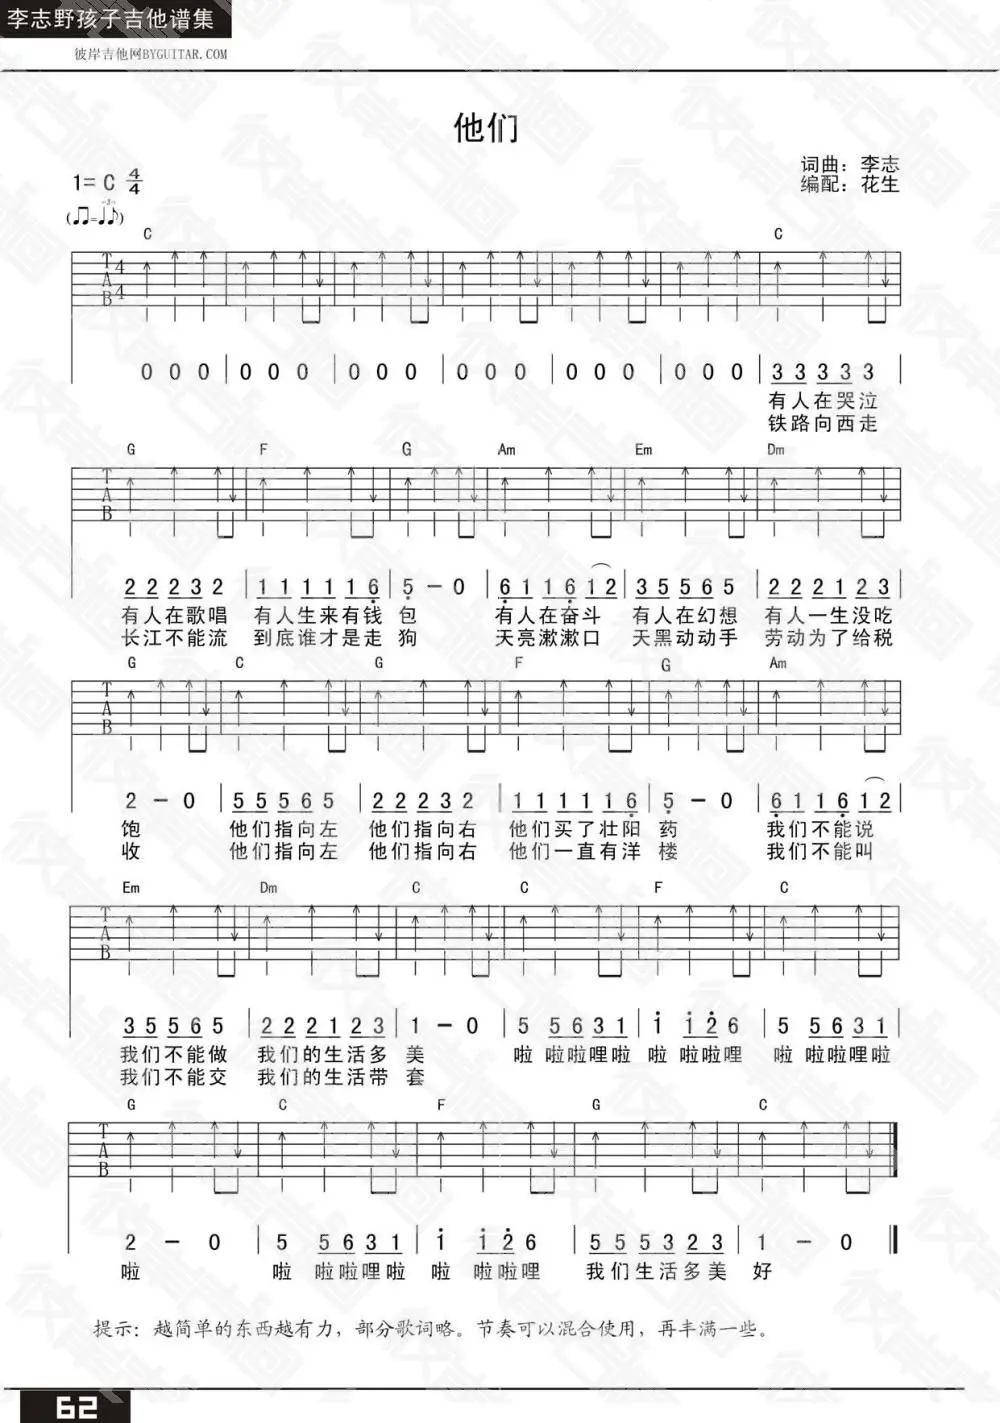 李志野孩子吉他谱集
彼岸吉他网BYGUITAR.COM
他们
词曲：李志
编配：花生
1= C 4/4
(♫=♩♪) 3
C C
T A B 4 4
0 0 0 | 0 0 0 | 0 0 0 | 0 0 0 | 0 0 0 | 0 0 0 | 3 3 3 3 3
有人在哭泣
铁路向西走
G F G Am Em Dm
T A B
2 2 2 3 2 | 1 1 1 1 1 6 | 5 - 0 | 6 1 1 6 1 2 | 3 5 5 6 5 | 2 2 2 1 2 3
有人在歌唱 有人生来有钱 包 有人在奋斗 有人在幻想 有人一生没吃
长江不能流 到底谁才是走 狗 天亮漱漱口 天黑动动手 劳动为了给税
G C G F G Am
T A B
2 - 0 | 5 5 5 6 5 | 2 2 2 3 2 | 1 1 1 1 1 6 | 5 - 0 | 6 1 1 6 1 2
饱 他们指向左 他们指向右 他们买了壮阳 药 我们不能说
收 他们指向左 他们指向右 他们一直有洋 楼 我们不能叫
Em Dm C C F C
T A B
3 5 5 6 5 | 2 2 2 1 2 3 | 1 - 0 | 5 5 6 3 1 | 1 1 2 6 | 5 5 6 3 1
我们不能做 我们的生活多 美 啦 啦啦哩啦 啦 啦啦哩 啦 啦啦哩啦
我们不能交 我们的生活带 套
G C F G C
T A B
2 - 0 | 5 5 6 3 1 | 1 1 2 6 | 5 5 5 3 2 3 | 1 - 0
啦 啦 啦啦哩啦 啦 啦啦哩 我们生活多美 好
提示：越简单的东西越有力，部分歌词略。节奏可以混合使用，再丰满一些。
62